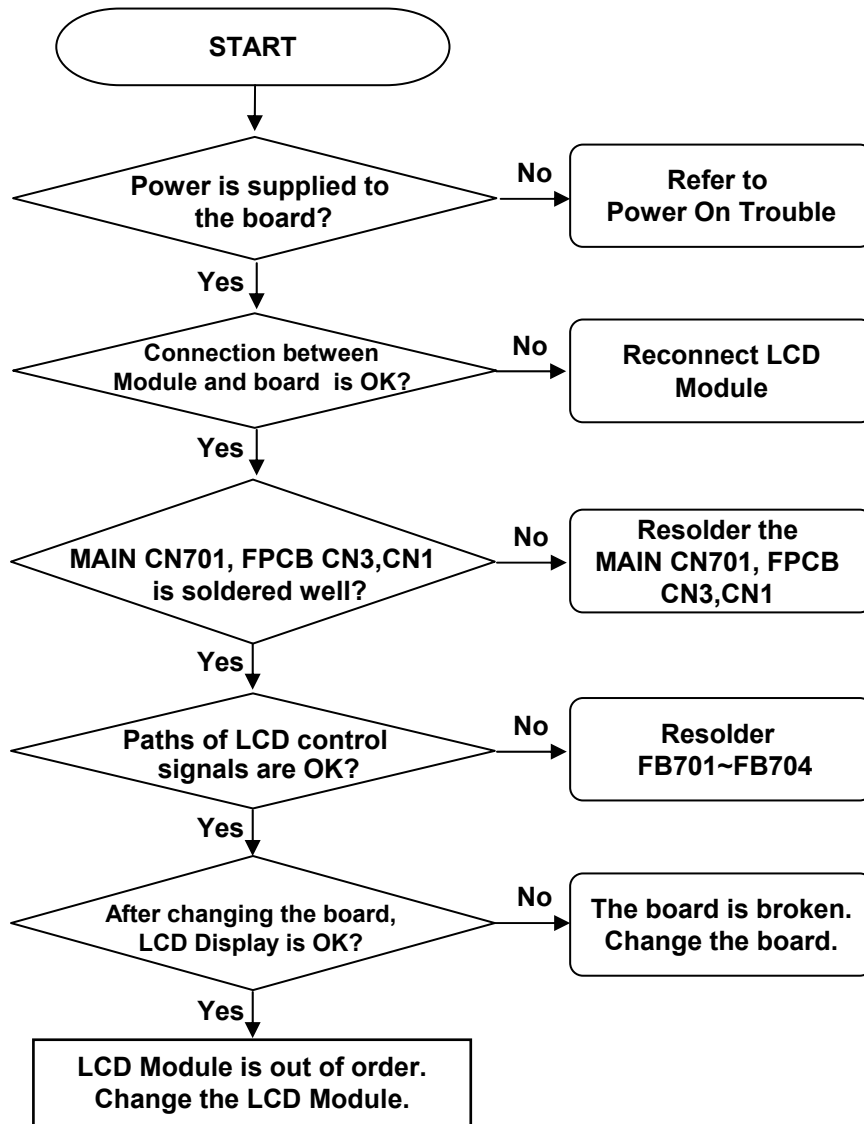 START
Power is supplied to
the board?
No
Refer to
Power On Trouble
Yes
Connection between
Module and board is OK?
No
Reconnect LCD
Module
Yes
MAIN CN701, FPCB CN3,CN1
is soldered well?
No
Resolder the
MAIN CN701, FPCB
CN3,CN1
Yes
Paths of LCD control
signals are OK?
No
Resolder
FB701~FB704
Yes
After changing the board,
LCD Display is OK?
No
The board is broken.
Change the board.
Yes
LCD Module is out of order.
Change the LCD Module.